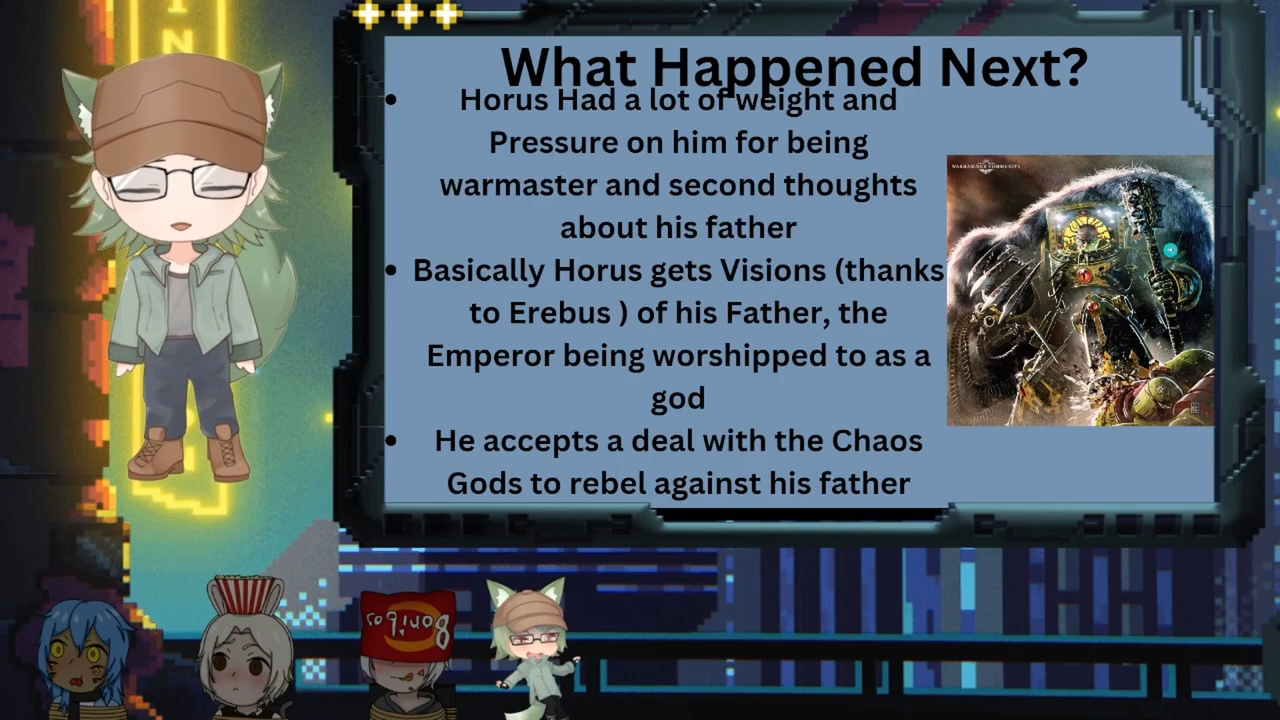 IN
What Happened Next?
Horus Had a lot of weight and
Pressure on him for being
warmaster and second thoughts
about his father
WARHAMMER COMMUNITY
Basically Horus gets Visions (thanks
to Erebus ) of his Father, the
Emperor being worshipped to as a
god
He accepts a deal with the Chaos
Gods to rebel against his father